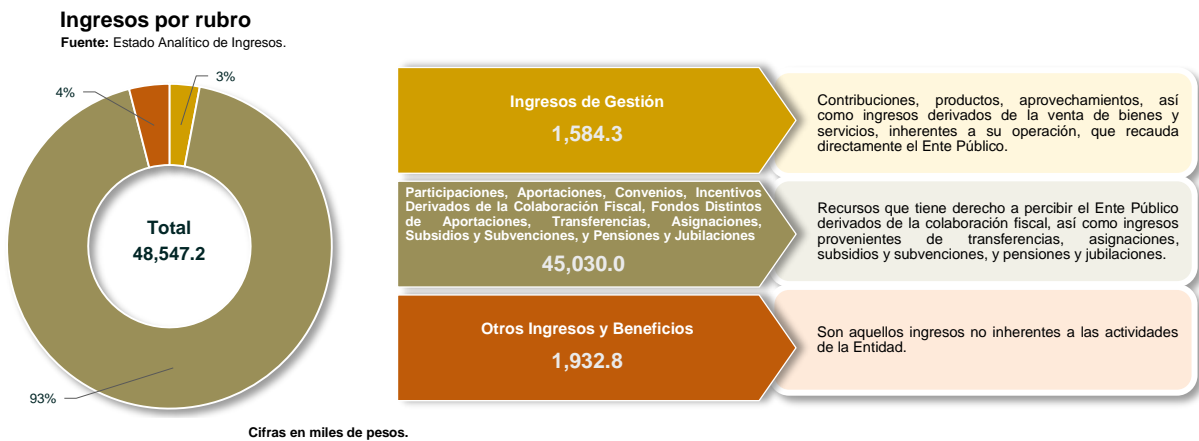 Ingresos por rubro
Fuente: Estado Analítico de Ingresos.
3%
4%
Total
48,547.2
93%
Ingresos de Gestión
1,584.3
Contribuciones, productos, aprovechamientos, así
como ingresos derivados de la venta de bienes y
servicios, inherentes a su operación, que recauda
directamente el Ente Público.
Participaciones, Aportaciones, Convenios, Incentivos
Derivados de la Colaboración Fiscal, Fondos Distintos
de Aportaciones, Transferencias, Asignaciones,
Subsidios y Subvenciones, y Pensiones y Jubilaciones
45,030.0
Recursos que tiene derecho a percibir el Ente Público
derivados de la colaboración fiscal, así como ingresos
provenientes de transferencias, asignaciones,
subsidios y subvenciones, y pensiones y jubilaciones.
Otros Ingresos y Beneficios
1,932.8
Son aquellos ingresos no inherentes a las actividades
de la Entidad.
Cifras en miles de pesos.